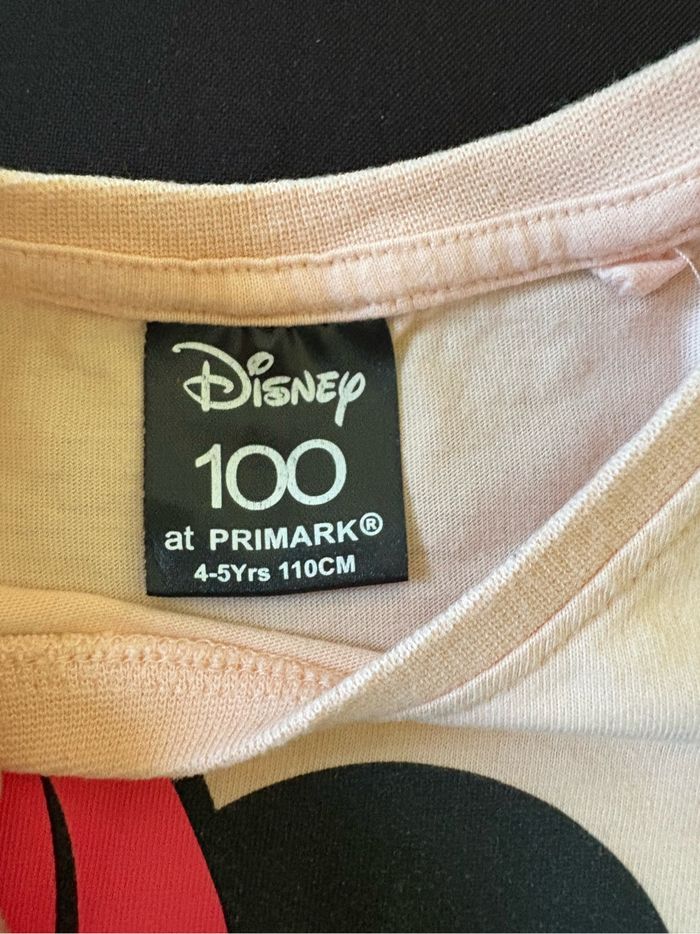 Disney
100
at PRIMARK®
4-5Yrs 110CM